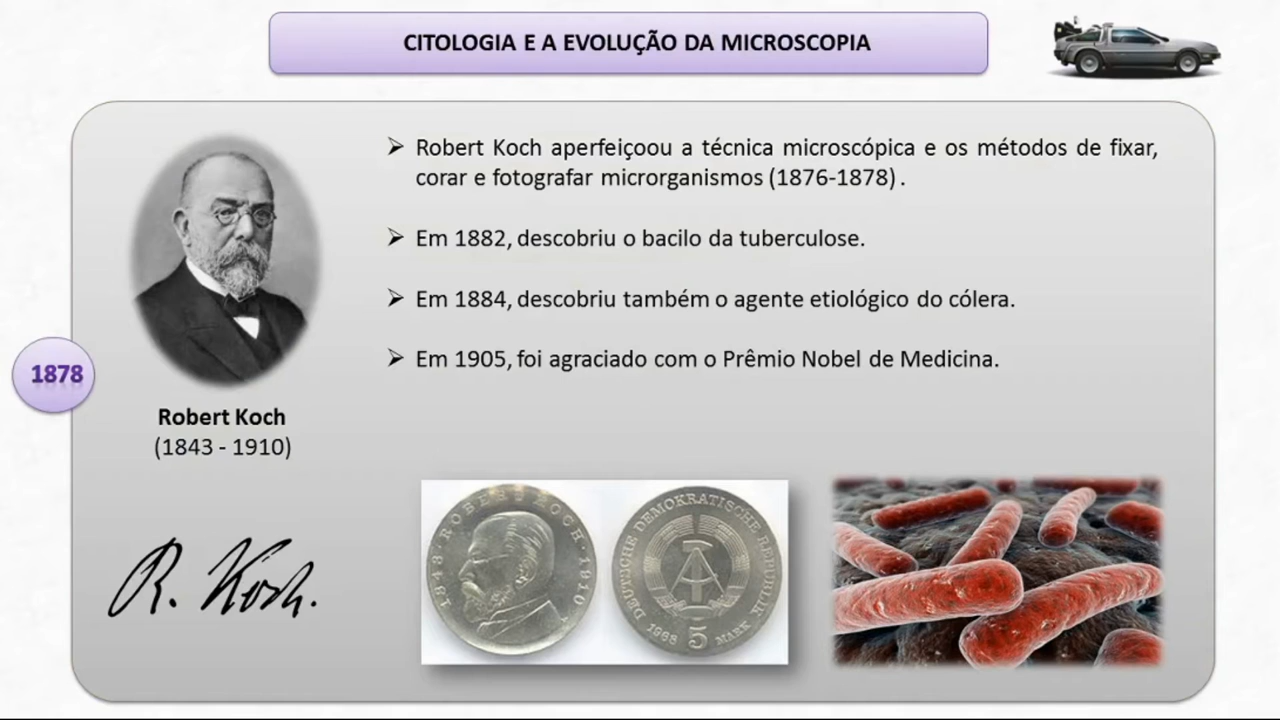 CITOLOGIA E A EVOLUÇÃO DA MICROSCOPIA
➢ Robert Koch aperfeiçoou a técnica microscópica e os métodos de fixar,
corar e fotografar microrganismos (1876-1878) .
➢ Em 1882, descobriu o bacilo da tuberculose.
➢ Em 1884, descobriu também o agente etiológico do cólera.
➢ Em 1905, foi agraciado com o Prêmio Nobel de Medicina.
1878
Robert Koch
(1843 - 1910)
R. Koch.
1843 · ROBERT KOCH · 1910
DEUTSCHE DEMOKRATISCHE REPUBLIK
1968 5 MARK